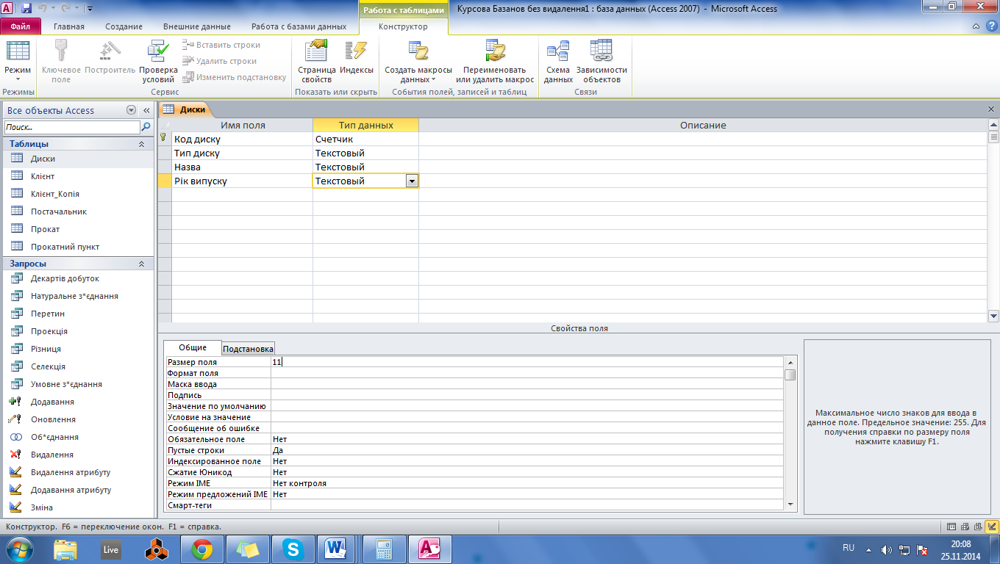 Работа с таблицами
Курсова Базанов без видалення1 : база данных (Access 2007) - Microsoft Access
Файл
Главная
Создание
Внешние данные
Работа с базами данных
Конструктор
Режим
Ключевое поле
Построитель
Проверка условий
Вставить строки
Удалить строки
Изменить подстановку
Страница свойств
Индексы
Создать макросы данных
Переименовать или удалить макрос
Схема данных
Зависимости объектов
Режимы
Сервис
Показать или скрыть
События полей, записей и таблиц
Связи
Все объекты Access
Поиск...
Таблицы
Диски
Клієнт
Клієнт_Копія
Постачальник
Прокат
Прокатний пункт
Запросы
Декартів добуток
Натуральне з*єднання
Перетин
Проекція
Різниця
Селекція
Умовне з*єднання
Додавання
Оновлення
Об*єднання
Видалення
Видалення атрибуту
Додавання атрибуту
Зміна
Диски
Имя поля
Тип данных
Описание
Код диску
Счетчик
Тип диску
Текстовый
Назва
Текстовый
Рік випуску
Текстовый
Свойства поля
Общие
Подстановка
Размер поля
11
Формат поля
Маска ввода
Подпись
Значение по умолчанию
Условие на значение
Сообщение об ошибке
Обязательное поле
Нет
Пустые строки
Да
Индексированное поле
Нет
Сжатие Юникод
Нет
Режим IME
Нет контроля
Режим предложений IME
Нет
Смарт-теги
Максимальное число знаков для ввода в
данное поле. Предельное значение: 255. Для
получения справки по размеру поля
нажмите клавишу F1.
Конструктор. F6 = переключение окон. F1 = справка.
Live
RU
20:08
25.11.2014